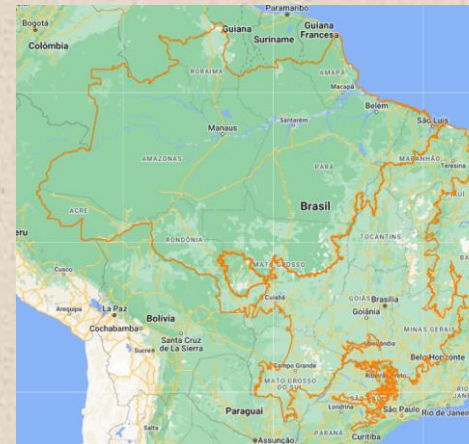 Paramaribo
Bogotá
Guiana
Guiana
Francesa
Suriname
Colômbia
RORAIMA
AMAPÁ
Macapá
Belém
Santarém
São Luís
Manaus
MARANHÃO
Teresina
AMAZONAS
PARÁ
Brasil
ACRE
TOCANTINS
RONDÔNIA
MATO GROSSO
Cusco
Cuiabá
GOIÁS
Brasília
Goiânia
La Paz
Arequipa
Bolívia
Cochabamba
Santa Cruz
de La Sierra
MINAS GERAIS
Sucre
Belo Horizonte
Campo Grande
MATO GROSSO
DO SUL
Londrina
São Paulo
Rio de Janeir
Paraguai
PARANÁ
Curitiba
Assunção